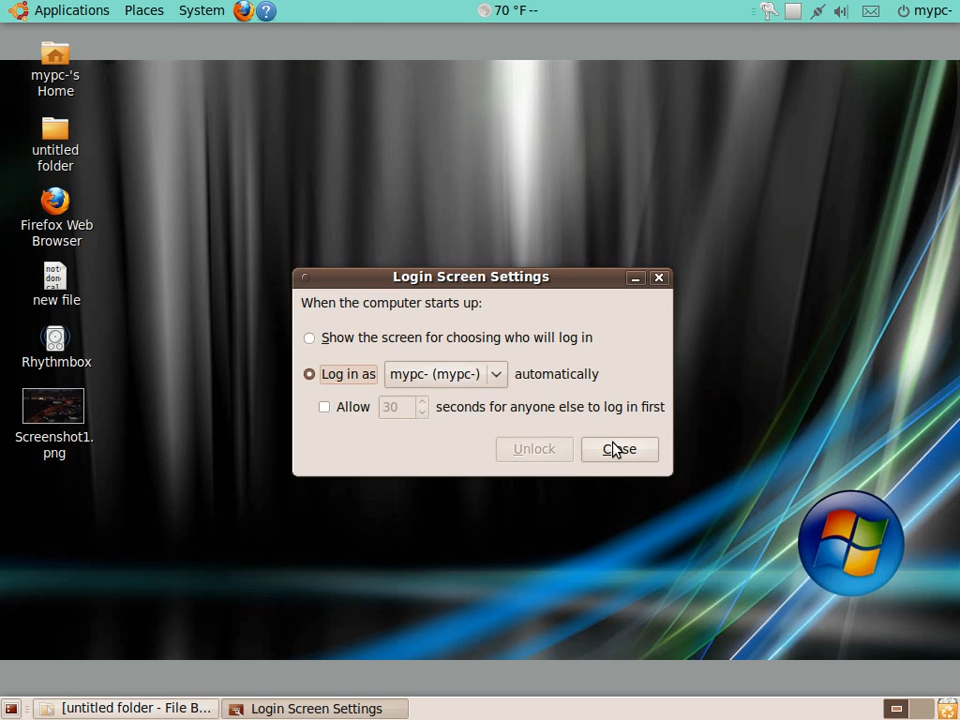 Applications Places System
70 °F --
mypc-
mypc-'s
Home
untitled
folder
Firefox Web
Browser
new file
Rhythmbox
Screenshot1.
png
Login Screen Settings
When the computer starts up:
Show the screen for choosing who will log in
Log in as mypc- (mypc-) automatically
Allow 30 seconds for anyone else to log in first
Unlock Close
[untitled folder - File B... Login Screen Settings